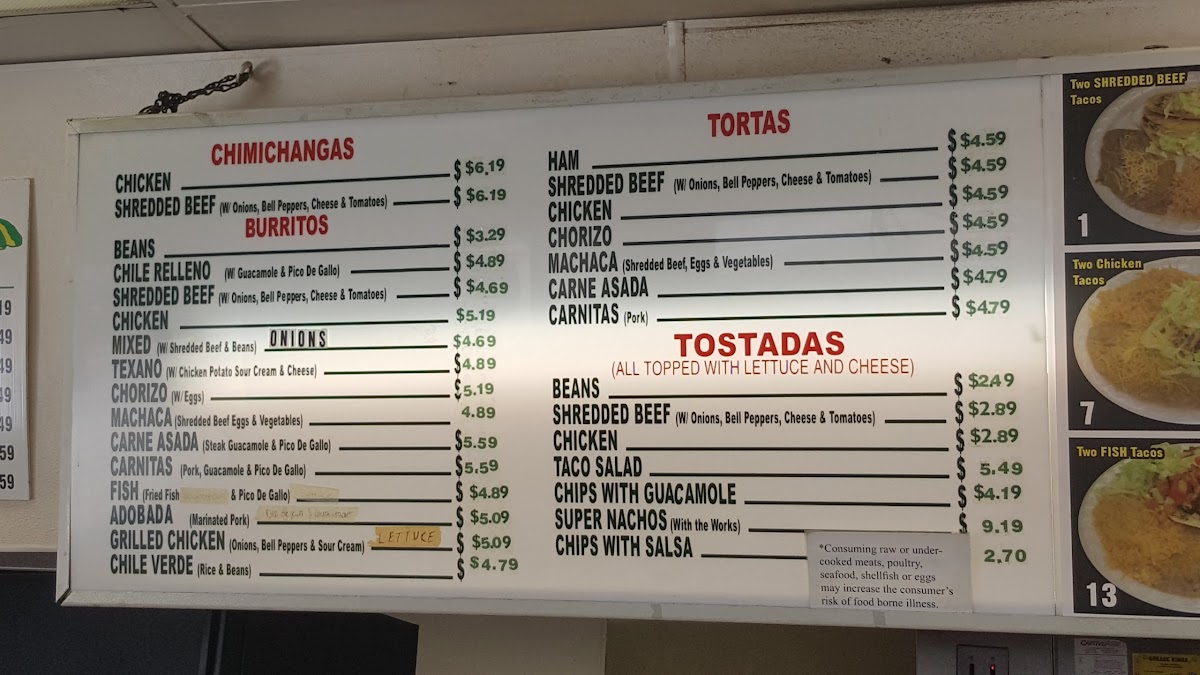 CHIMICHANGAS
CHICKEN $ $6.19
SHREDDED BEEF (W/ Onions, Bell Peppers, Cheese & Tomatoes) $ $6.19
BURRITOS
BEANS $ $3.29
CHILE RELLENO (W/ Guacamole & Pico De Gallo) $ $4.89
SHREDDED BEEF (W/ Onions, Bell Peppers, Cheese & Tomatoes) $ $4.69
CHICKEN $5.19
MIXED (W/ Shredded Beef & Beans) ONIONS $4.69
TEXANO (W/ Chicken Potato Sour Cream & Cheese) $4.89
CHORIZO (W/Eggs) $5.19
MACHACA (Shredded Beef Eggs & Vegetables) 4.89
CARNE ASADA (Steak Guacamole & Pico De Gallo) $5.59
CARNITAS (Pork, Guacamole & Pico De Gallo) $5.59
FISH (Fried Fish & Pico De Gallo) $ $4.89
ADOBADA (Marinated Pork) $ $5.09
GRILLED CHICKEN (Onions, Bell Peppers & Sour Cream) LETTUCE $ $5.09
CHILE VERDE (Rice & Beans) $ $4.79
TORTAS
HAM $ $4.59
SHREDDED BEEF (W/ Onions, Bell Peppers, Cheese & Tomatoes) $ $4.59
CHICKEN $ $4.59
CHORIZO $ $4.59
MACHACA (Shredded Beef, Eggs & Vegetables) $ $4.59
CARNE ASADA $ $4.79
CARNITAS (Pork) $ $4.79
TOSTADAS
(ALL TOPPED WITH LETTUCE AND CHEESE)
BEANS $ $2.49
SHREDDED BEEF (W/ Onions, Bell Peppers, Cheese & Tomatoes) $ $2.89
CHICKEN $ $2.89
TACO SALAD $ 5.49
CHIPS WITH GUACAMOLE $ $4.19
SUPER NACHOS (With the Works) $ 9.19
CHIPS WITH SALSA 2.70
*Consuming raw or under-
cooked meats, poultry,
seafood, shellfish or eggs
may increase the consumer's
risk of food borne illness.
Two SHREDDED BEEF
Tacos
1
Two Chicken
Tacos
7
Two FISH Tacos
13
19
49
49
49
49
59
59